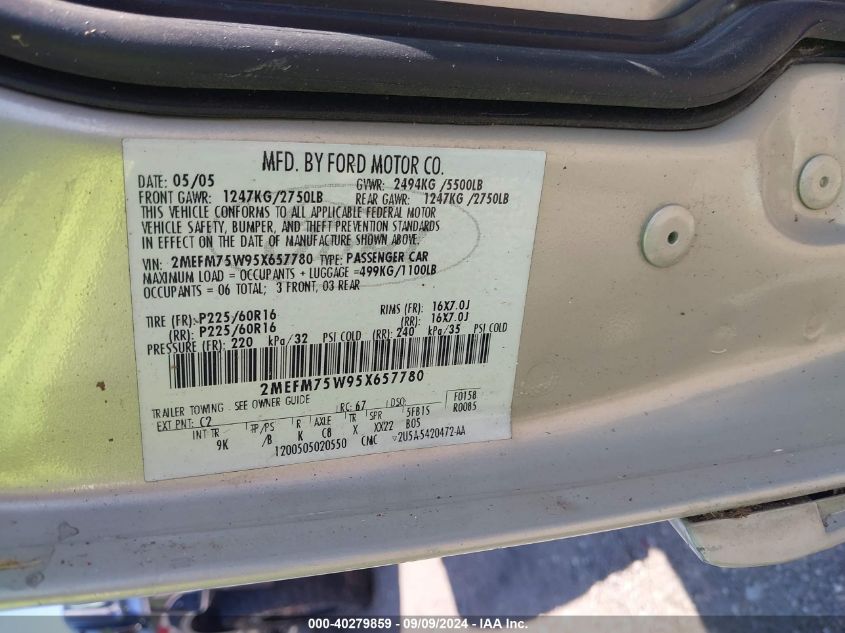 MFD. BY FORD MOTOR CO.
DATE: 05/05 GVWR: 2494KG /5500LB
FRONT GAWR: 1247KG/2750LB REAR GAWR: 1247KG /2750LB
THIS VEHICLE CONFORMS TO ALL APPLICABLE FEDERAL MOTOR
VEHICLE SAFETY, BUMPER, AND THEFT PREVENTION STANDARDS
IN EFFECT ON THE DATE OF MANUFACTURE SHOWN ABOVE.
VIN: 2MEFM75W95X657780 TYPE: PASSENGER CAR
MAXIMUM LOAD = OCCUPANTS + LUGGAGE =499KG/1100LB
OCCUPANTS = 06 TOTAL; 3 FRONT, 03 REAR
TIRE (FR): P225/60R16 RIMS (FR): 16X7.0J
(RR): P225/60R16 (RR): 16X7.0J
PRESSURE (FR): 220 kPa/32 PSI COLD (RR): 240 kPa/35 PSI COLD
2MEFM75W95X657780
TRAILER TOWING - SEE OWNER GUIDE RC: 67 DSO: F0158
EXT PNT: C2 R0085
INT TR TP/PS R AXLE TR SPR 5FB1S
9K /B K C8 X XX22 B05
1200505020550 CMC 2U5A-5420472-AA
000-40279859 - 09/09/2024 - IAAI.com